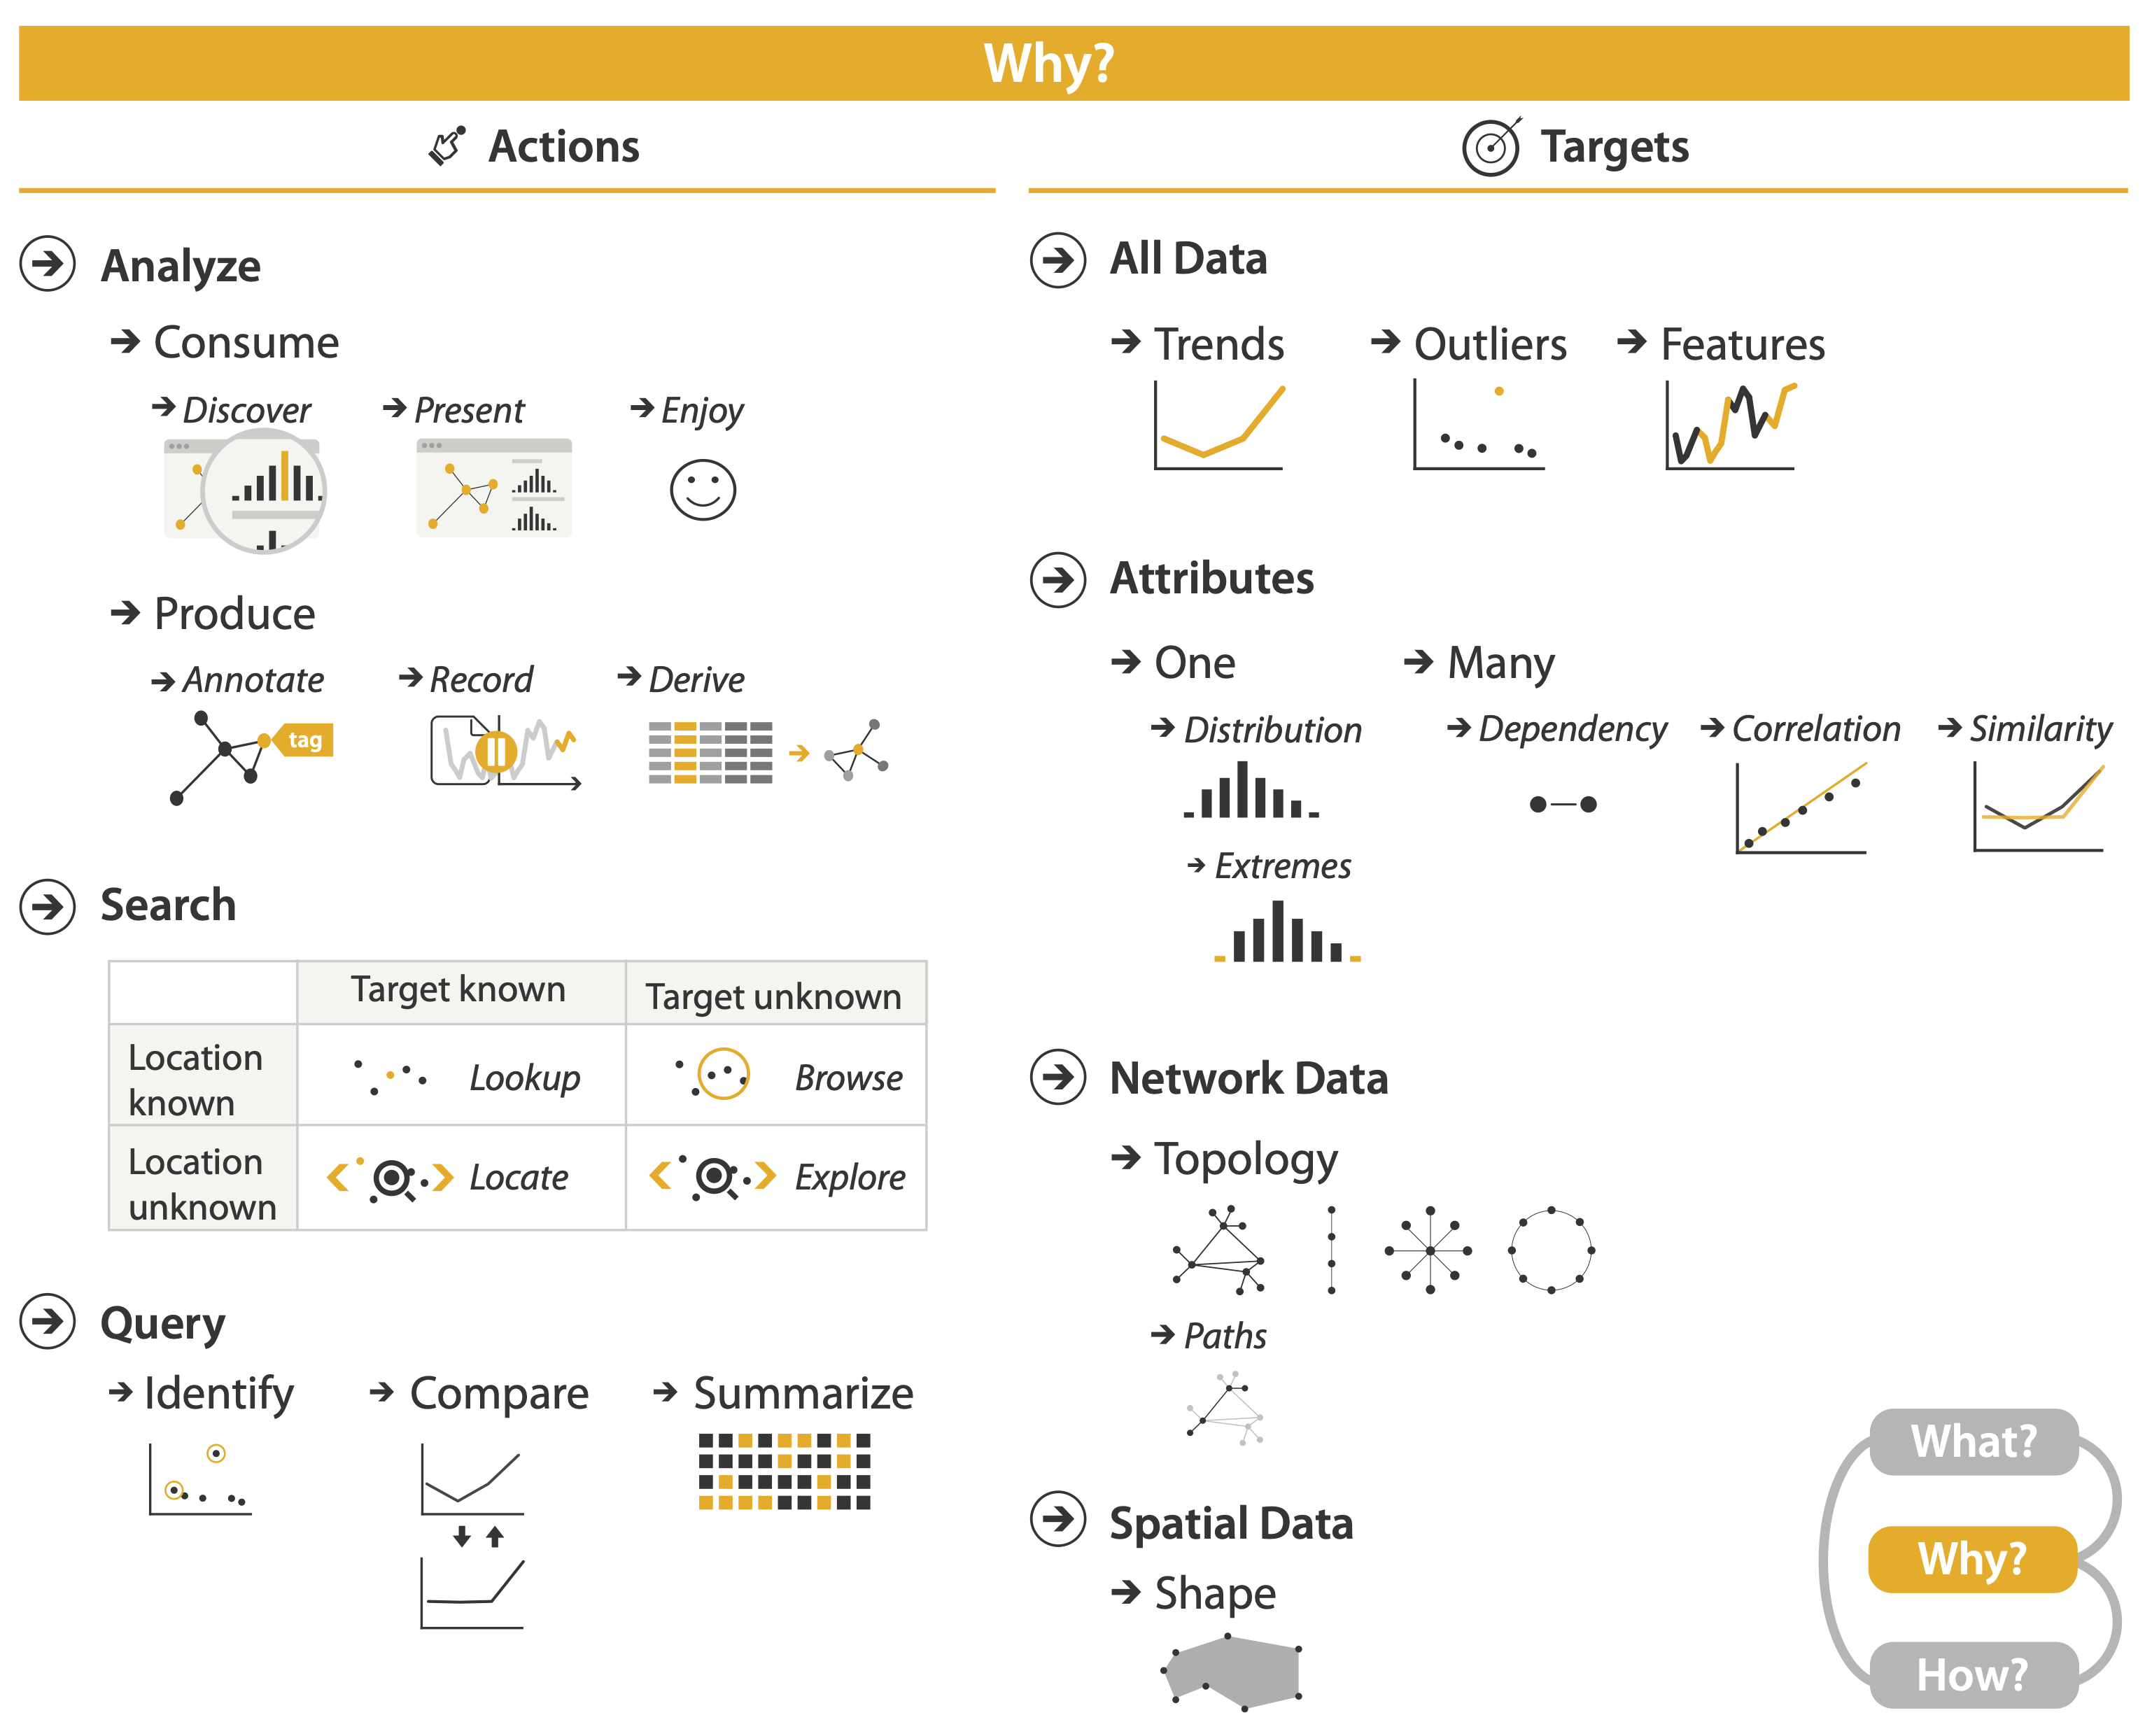 Why?
Actions
Analyze
Consume
Discover
Present
Enjoy
Produce
Annotate
Record
Derive
tag
Search
Target known
Target unknown
Location
known
Lookup
Browse
Location
unknown
Locate
Explore
Query
Identify
Compare
Summarize
Targets
All Data
Trends
Outliers
Features
Attributes
One
Many
Distribution
Dependency
Correlation
Similarity
Extremes
Network Data
Topology
Paths
Spatial Data
Shape
What?
Why?
How?